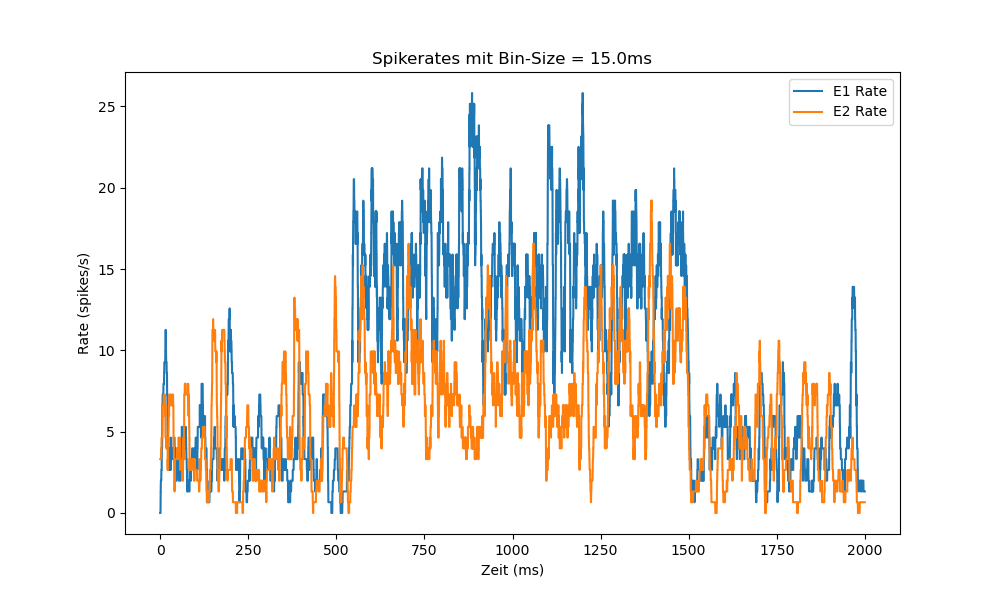 Spikerates mit Bin-Size = 15.0ms
E1 Rate
E2 Rate
Rate (spikes/s)
25
20
15
10
5
0
0 250 500 750 1000 1250 1500 1750 2000
Zeit (ms)